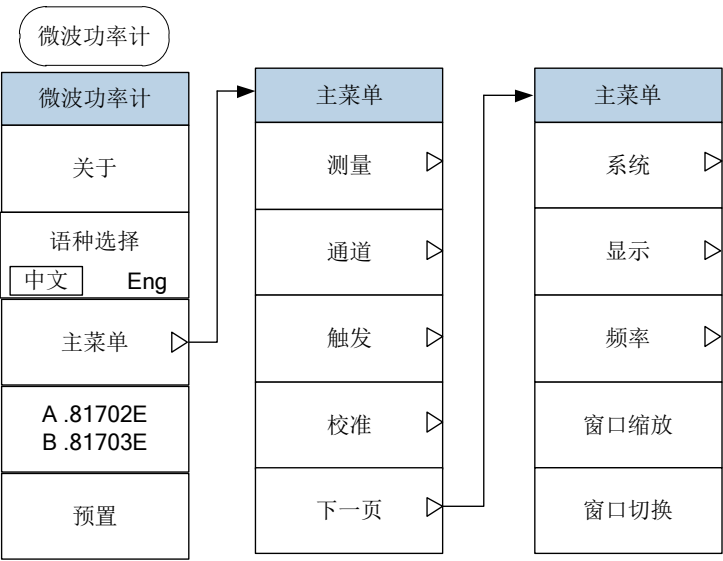 微波功率计
微波功率计
关于
语种选择
中文 Eng
主菜单
A .81702E
B .81703E
预置
主菜单
测量
通道
触发
校准
下一页
主菜单
系统
显示
频率
窗口缩放
窗口切换